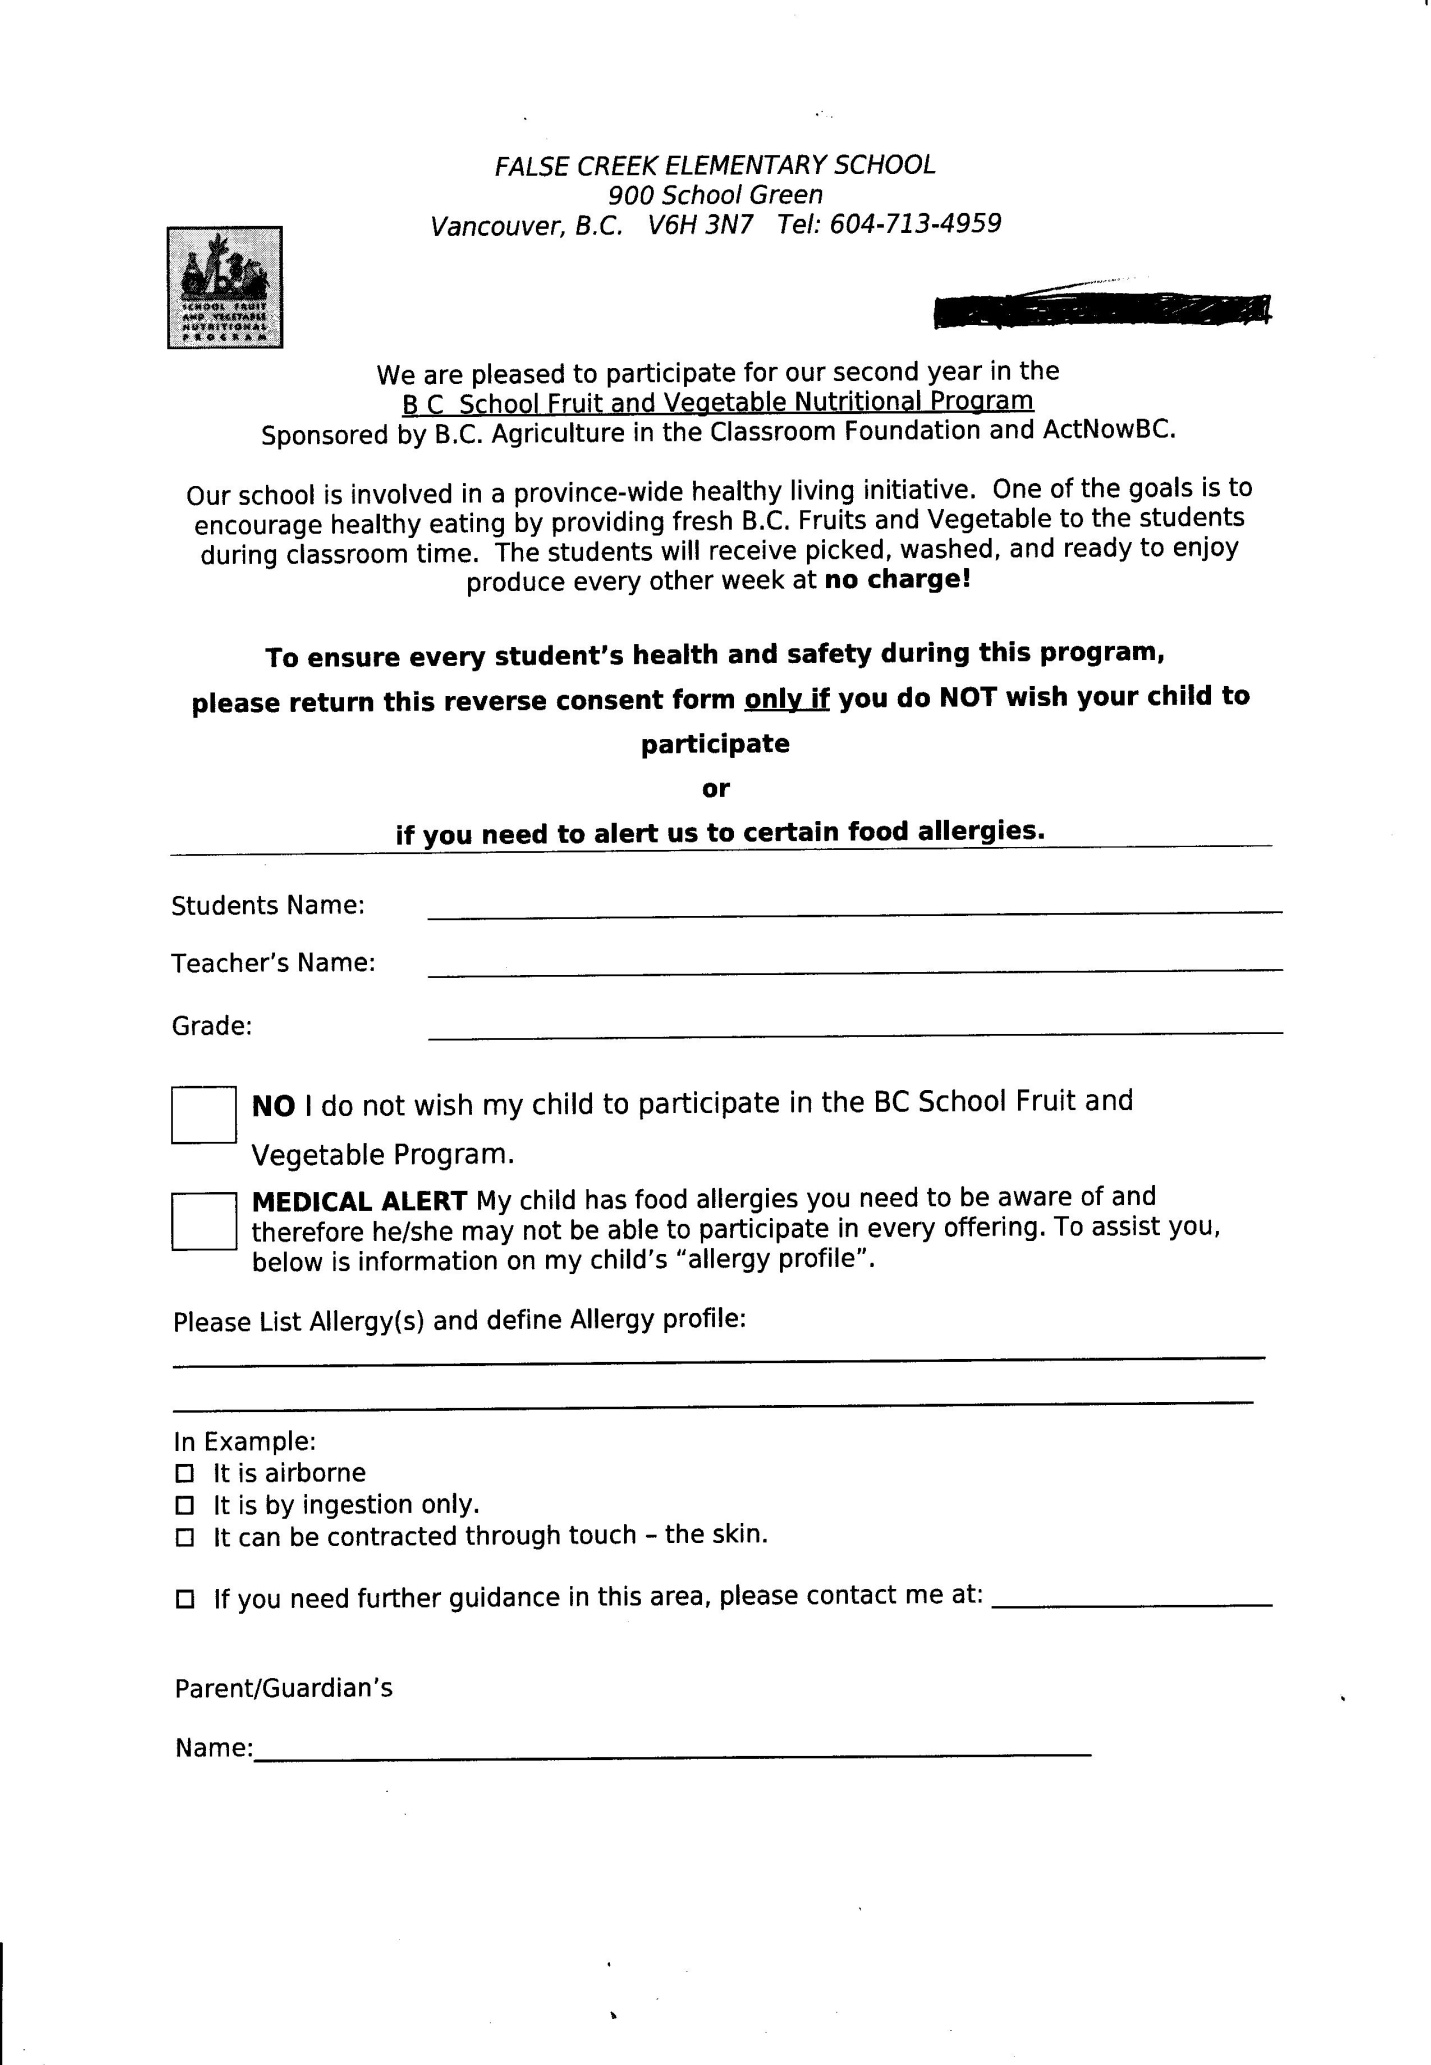 FALSE CREEK ELEMENTARY SCHOOL
900 School Green
Vancouver, B.C. V6H 3N7 Tel: 604-713-4959
SCHOOL FRUIT
AND VEGETABLE
NUTRITIONAL
PROGRAM
We are pleased to participate for our second year in the
B C School Fruit and Vegetable Nutritional Program
Sponsored by B.C. Agriculture in the Classroom Foundation and ActNowBC.
Our school is involved in a province-wide healthy living initiative. One of the goals is to
encourage healthy eating by providing fresh B.C. Fruits and Vegetable to the students
during classroom time. The students will receive picked, washed, and ready to enjoy
produce every other week at no charge!
To ensure every student's health and safety during this program,
please return this reverse consent form only if you do NOT wish your child to
participate
or
if you need to alert us to certain food allergies.
Students Name:
Teacher's Name:
Grade:
NO I do not wish my child to participate in the BC School Fruit and
Vegetable Program.
MEDICAL ALERT My child has food allergies you need to be aware of and
therefore he/she may not be able to participate in every offering. To assist you,
below is information on my child's "allergy profile".
Please List Allergy(s) and define Allergy profile:
In Example:
☐ It is airborne
☐ It is by ingestion only.
☐ It can be contracted through touch – the skin.
☐ If you need further guidance in this area, please contact me at:
Parent/Guardian's
Name: